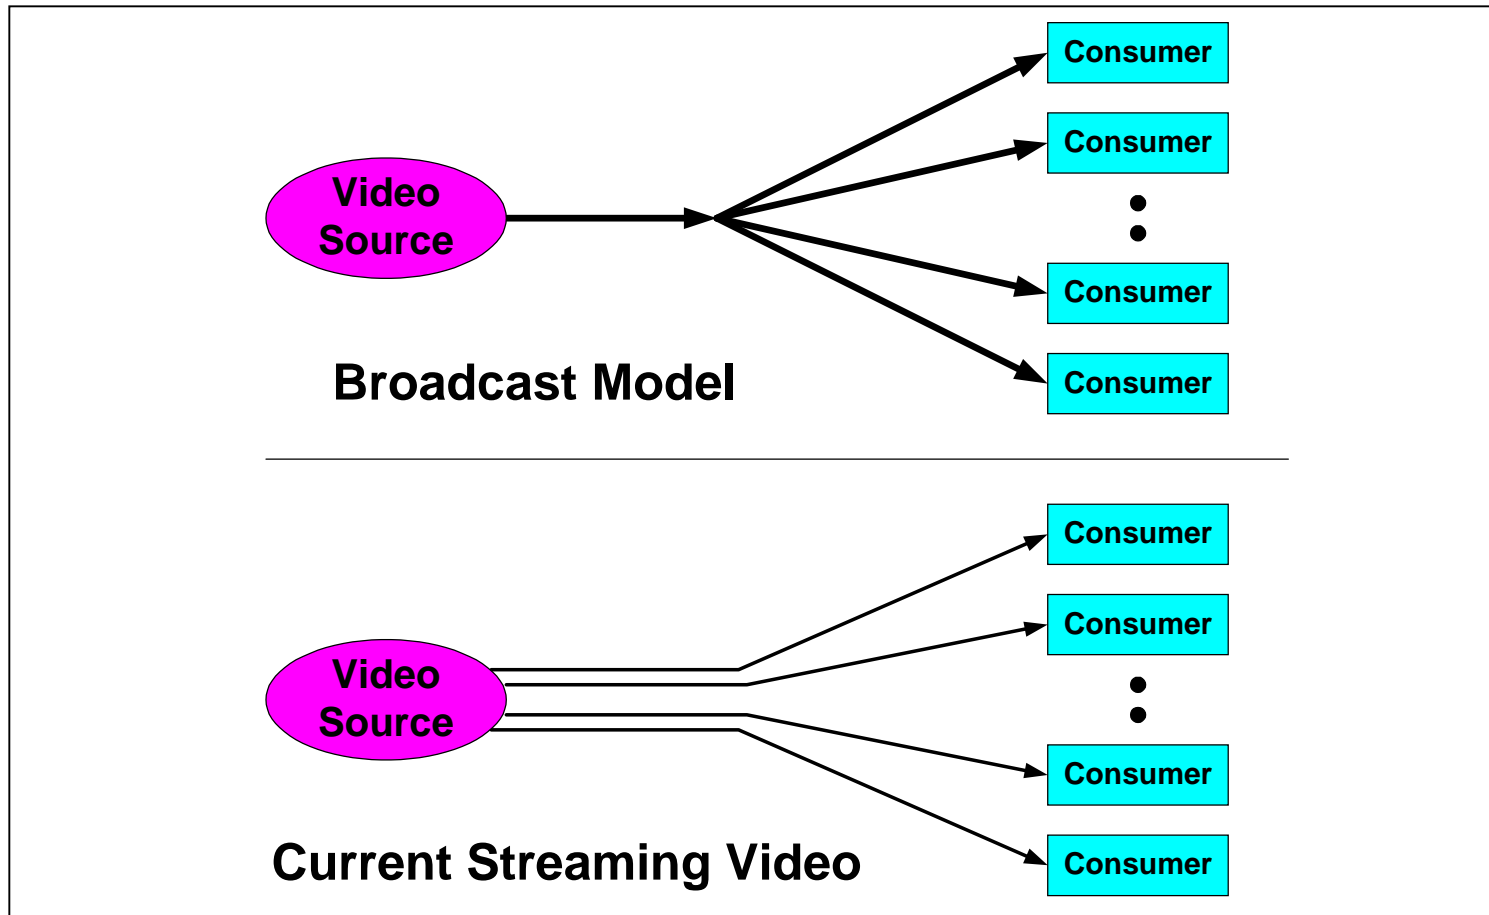 Consumer
Consumer
Video
Source
Consumer
Consumer
Broadcast Model
Consumer
Consumer
Video
Source
Consumer
Consumer
Current Streaming Video